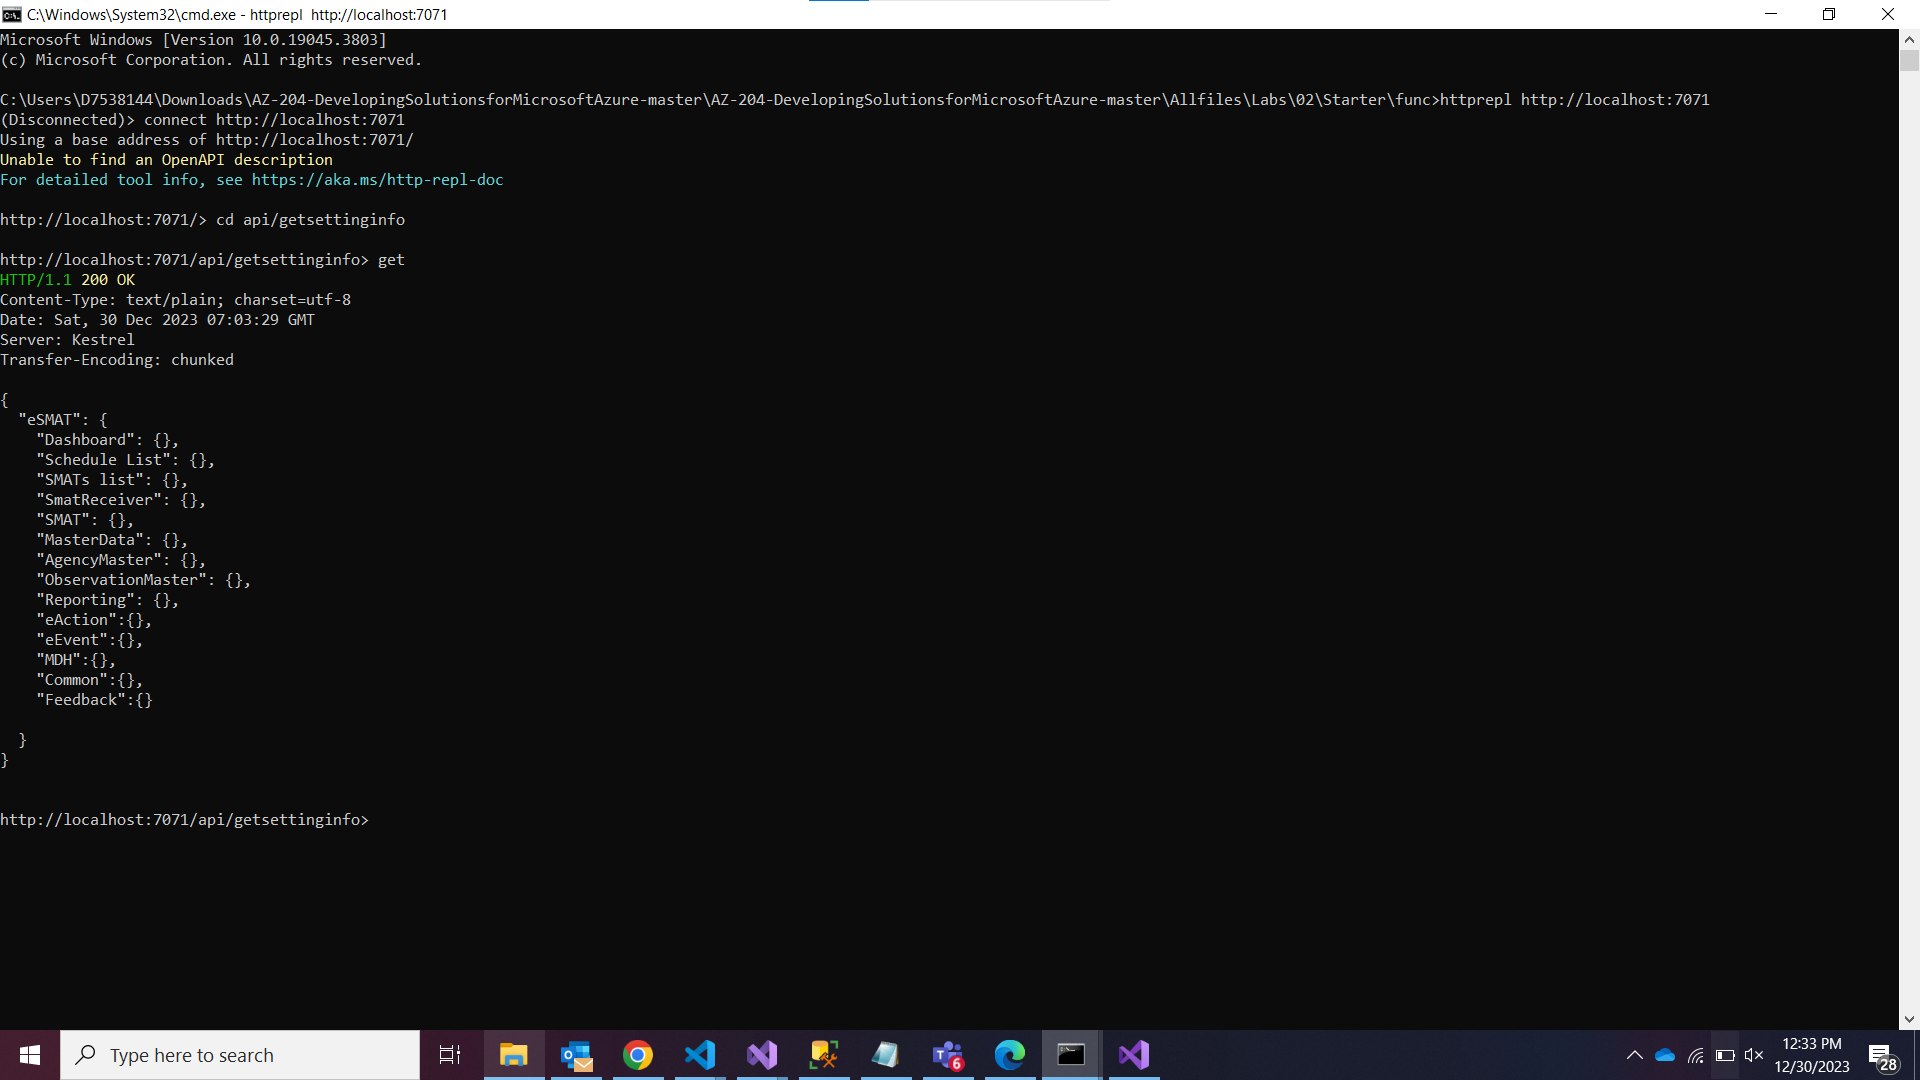 C:\Windows\System32\cmd.exe - httprepl  http://localhost:7071
Microsoft Windows [Version 10.0.19045.3803]
(c) Microsoft Corporation. All rights reserved.
C:\Users\D7538144\Downloads\AZ-204-DevelopingSolutionsforMicrosoftAzure-master\AZ-204-DevelopingSolutionsforMicrosoftAzure-master\Allfiles\Labs\02\Starter\func>httprepl http://localhost:7071
(Disconnected)> connect http://localhost:7071
Using a base address of http://localhost:7071/
Unable to find an OpenAPI description
For detailed tool info, see https://aka.ms/http-repl-doc
http://localhost:7071/> cd api/getsettinginfo
http://localhost:7071/api/getsettinginfo> get
HTTP/1.1 200 OK
Content-Type: text/plain; charset=utf-8
Date: Sat, 30 Dec 2023 07:03:29 GMT
Server: Kestrel
Transfer-Encoding: chunked
{
  "eSMAT": {
    "Dashboard": {},
    "Schedule List": {},
    "SMATs list": {},
    "SmatReceiver": {},
    "SMAT": {},
    "MasterData": {},
    "AgencyMaster": {},
    "ObservationMaster": {},
    "Reporting": {},
    "eAction":{},
    "eEvent":{},
    "MDH":{},
    "Common":{},
    "Feedback":{}
  }
}
http://localhost:7071/api/getsettinginfo>
Type here to search
6
12:33 PM
12/30/2023
28